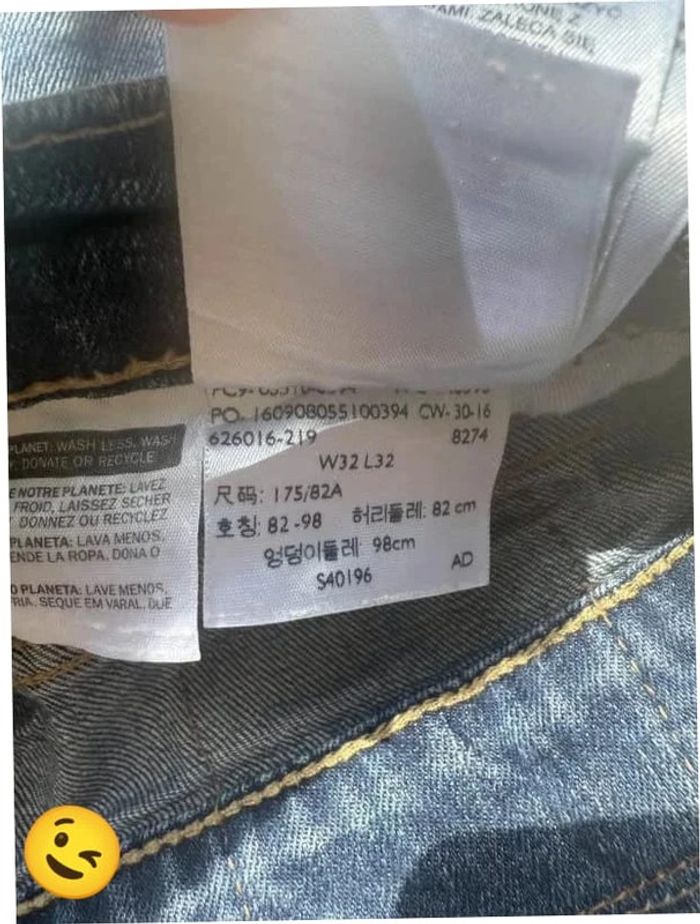 AMI ZALECA SIĘ
PO. 160908055100394 CW- 30-16
626016-219 8274
W32 L32
尺码: 175/82A
호칭: 82-98 허리둘레: 82 cm
엉덩이둘레: 98cm
S40196 AD
PLANET: WASH LESS, WASH
DONATE OR RECYCLE
E NOTRE PLANETE: LAVEZ
FROID, LAISSEZ SECHER
DONNEZ OU RECYCLEZ
PLANETA: LAVA MENOS,
ENDE LA ROPA, DONA O
O PLANETA: LAVE MENOS,
RIA, SEQUE EM VARAL, DUE